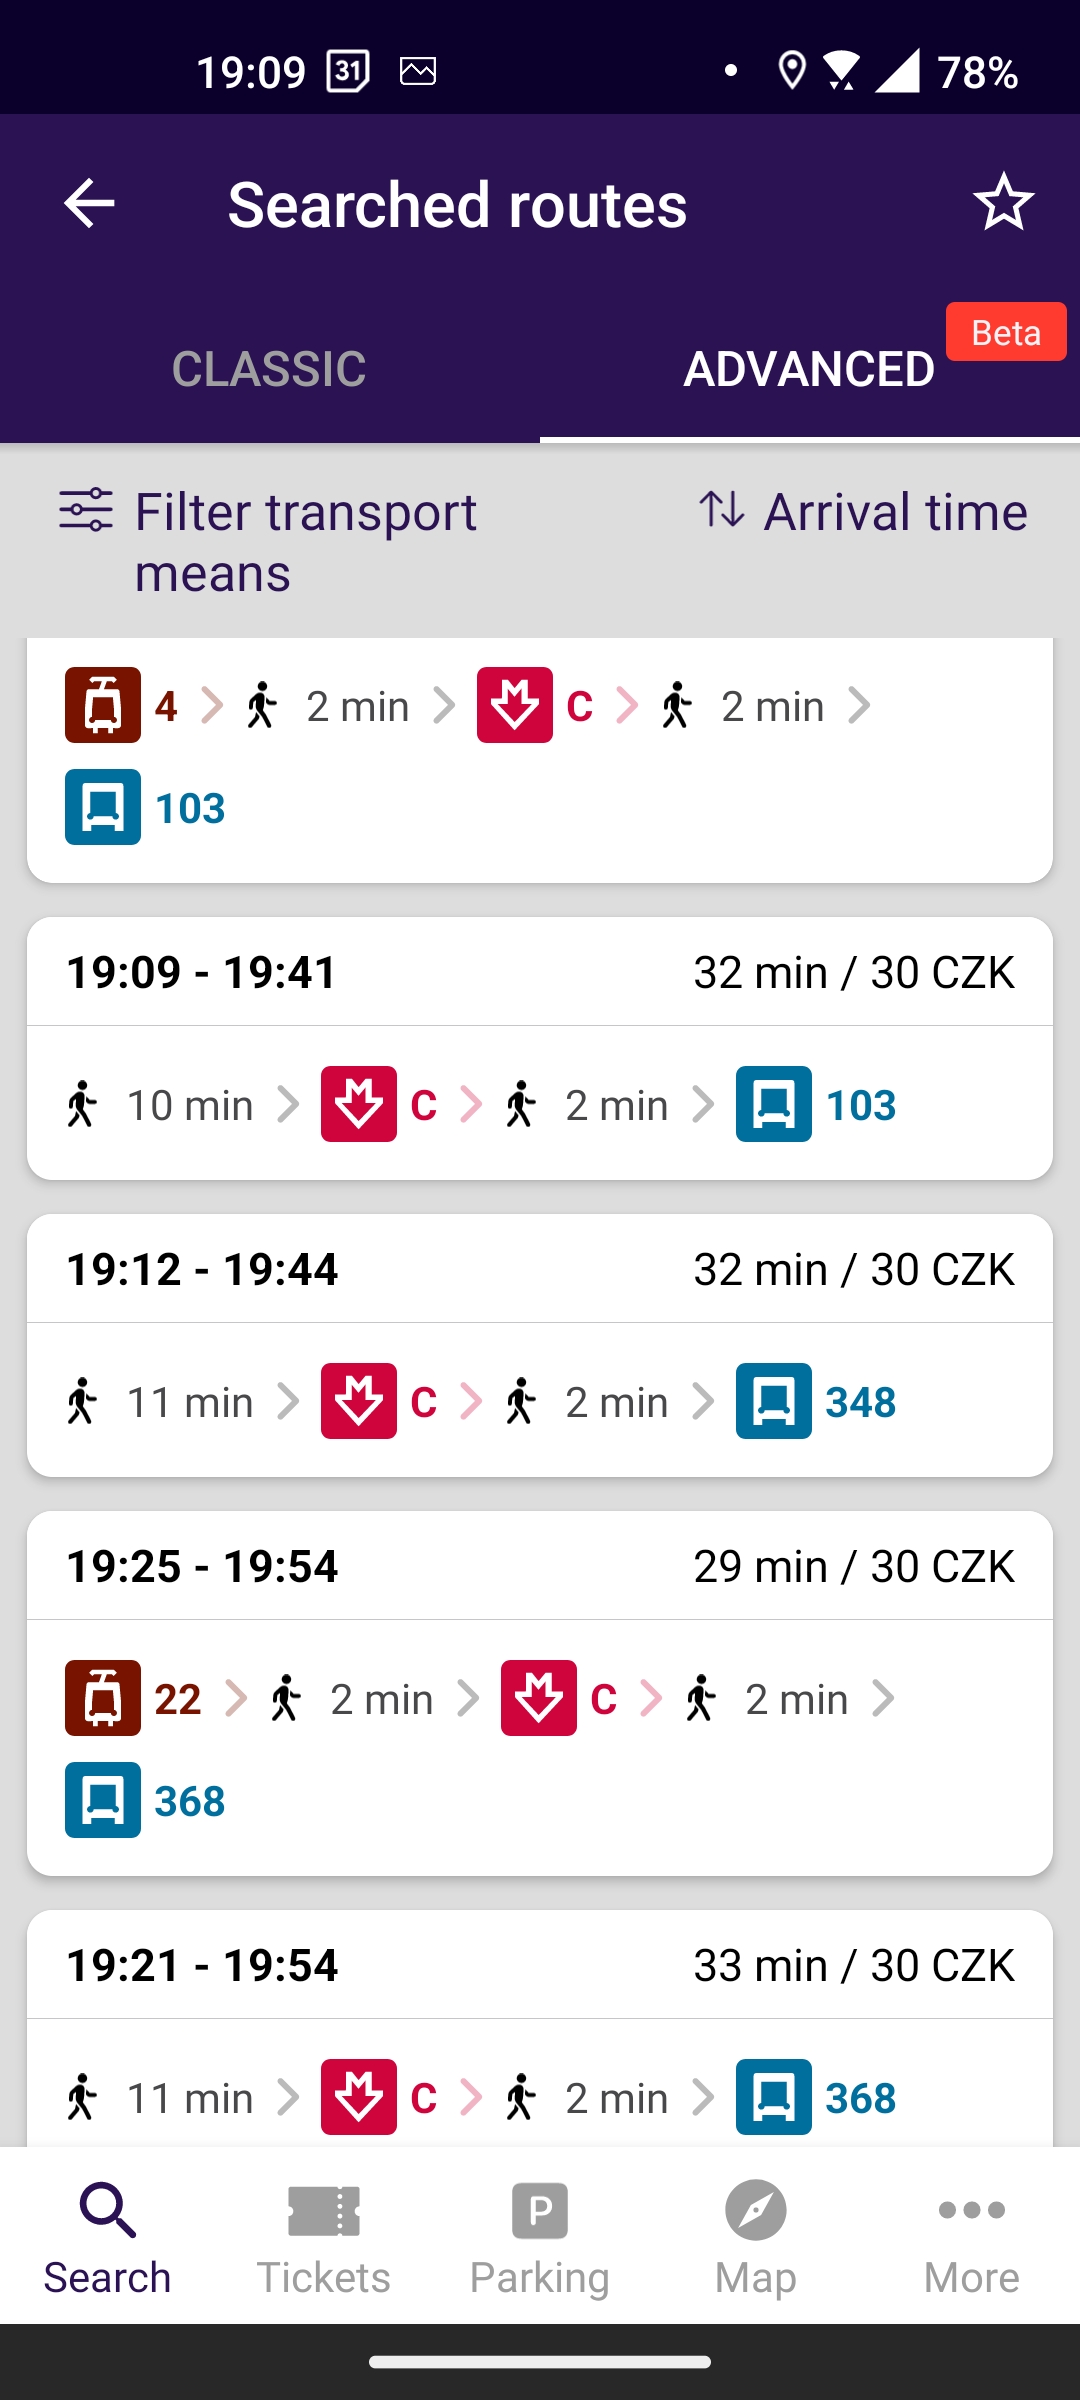 19:09 31 78%
Searched routes
CLASSIC ADVANCED Beta
Filter transport means Arrival time
4 2 min C 2 min
103
19:09 - 19:41 32 min / 30 CZK
10 min C 2 min 103
19:12 - 19:44 32 min / 30 CZK
11 min C 2 min 348
19:25 - 19:54 29 min / 30 CZK
22 2 min C 2 min
368
19:21 - 19:54 33 min / 30 CZK
11 min C 2 min 368
P
Search Tickets Parking Map More